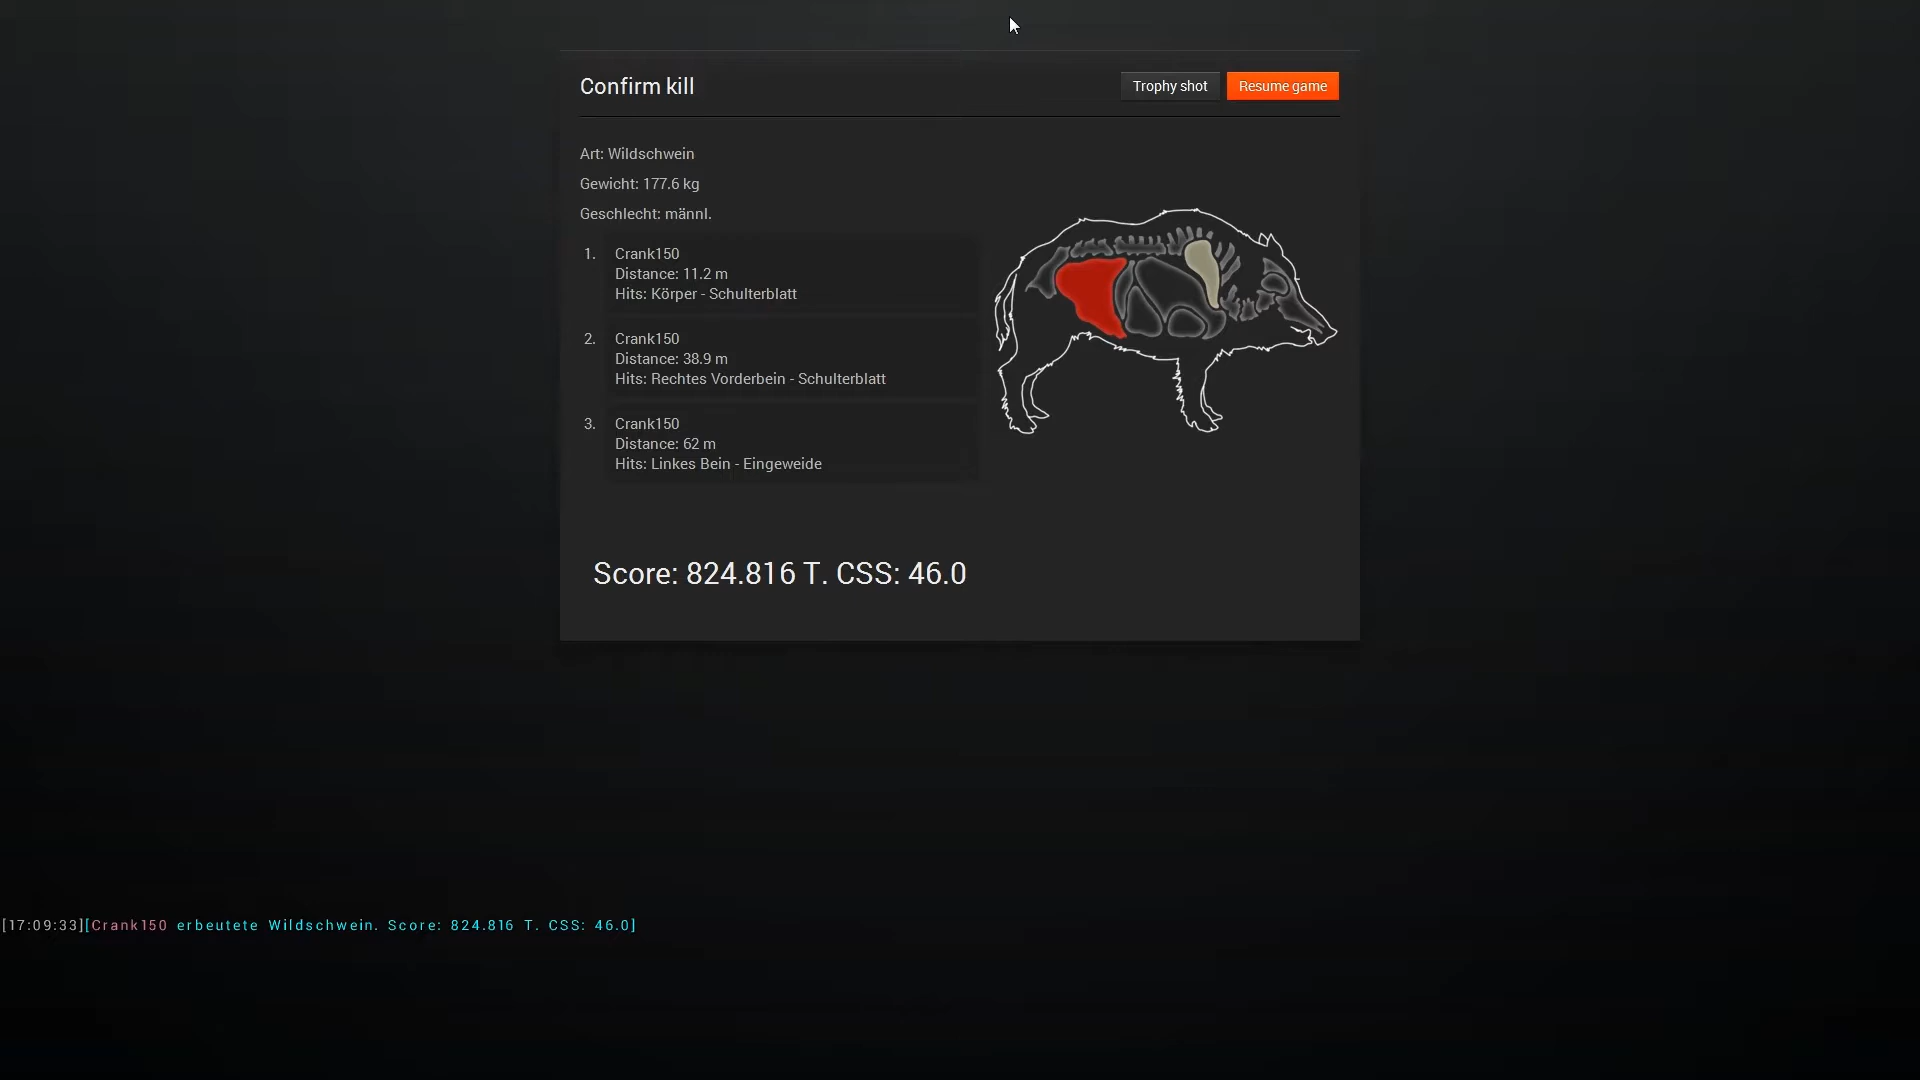 Confirm kill
Trophy shot
Resume game
Art: Wildschwein
Gewicht: 177.6 kg
Geschlecht: männl.
1. Crank150
Distance: 11.2 m
Hits: Körper - Schulterblatt
2. Crank150
Distance: 38.9 m
Hits: Rechtes Vorderbein - Schulterblatt
3. Crank150
Distance: 62 m
Hits: Linkes Bein - Eingeweide
Score: 824.816 T. CSS: 46.0
[17:09:33][Crank150 erbeutete Wildschwein. Score: 824.816 T. CSS: 46.0]